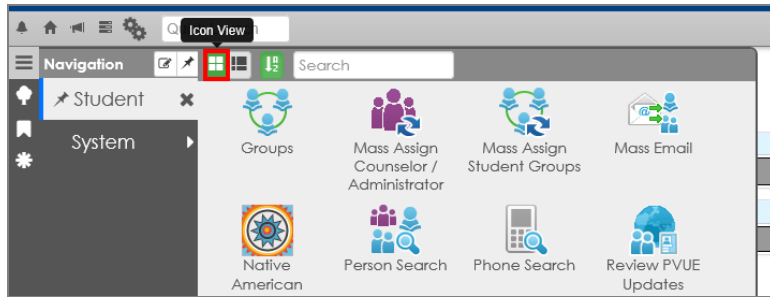 Icon View
Navigation
Search
Student
System
Groups
Mass Assign
Counselor /
Administrator
Mass Assign
Student Groups
Mass Email
Native
American
Person Search
Phone Search
Review PVUE
Updates